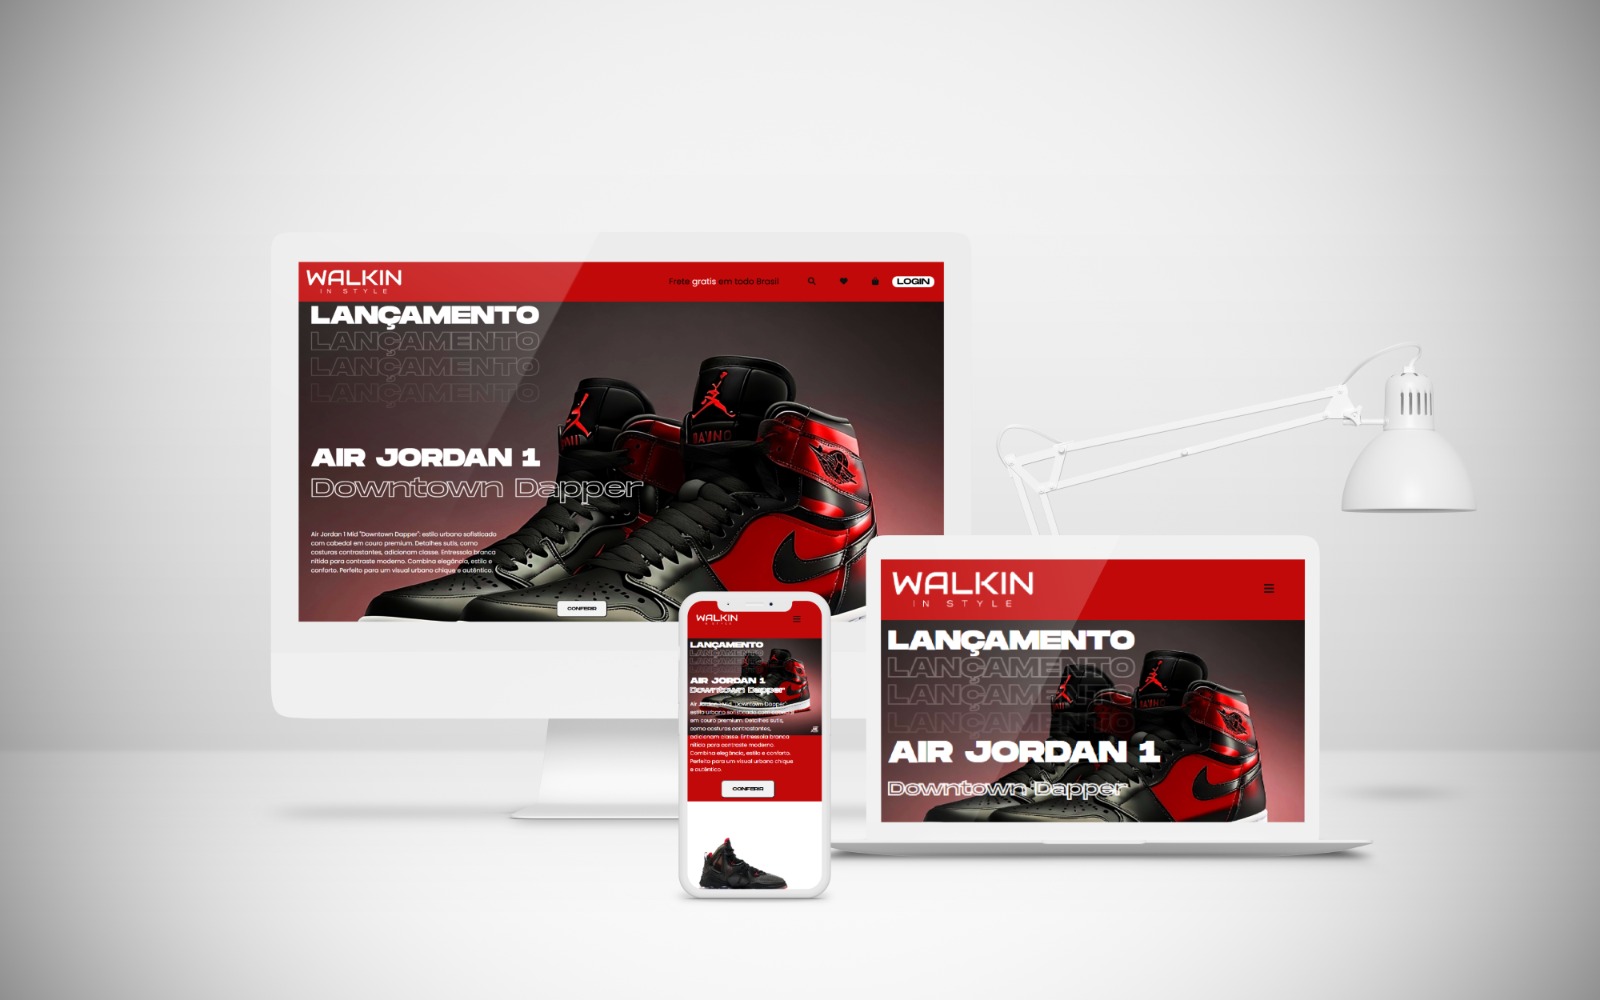 WALKIN
IN STYLE
Frete gratis em todo Brasil
LOGIN
LANÇAMENTO
LANÇAMENTO
LANÇAMENTO
LANÇAMENTO
AIR JORDAN 1
Downtown Dapper
Air Jordan 1 Mid "Downtown Dapper": estilo urbano sofisticado
com cabedal em couro premium. Detalhes sutis, como
costuras contrastantes, adicionam classe. Entressola branca
nítida para contraste moderno. Combina elegância, estilo e
conforto. Perfeito para um visual urbano chique e autêntico.
CONFERIR
WALKIN
IN STYLE
LANÇAMENTO
LANÇAMENTO
LANÇAMENTO
AIR JORDAN 1
Downtown Dapper
Air Jordan 1 Mid "Downtown Dapper":
estilo urbano sofisticado com cabedal
em couro premium. Detalhes sutis,
como costuras contrastantes,
adicionam classe. Entressola branca
nítida para contraste moderno.
Combina elegância, estilo e conforto.
Perfeito para um visual urbano chique
e autêntico.
CONFERIR
WALKIN
IN STYLE
LANÇAMENTO
LANÇAMENTO
LANÇAMENTO
LANÇAMENTO
AIR JORDAN 1
Downtown Dapper